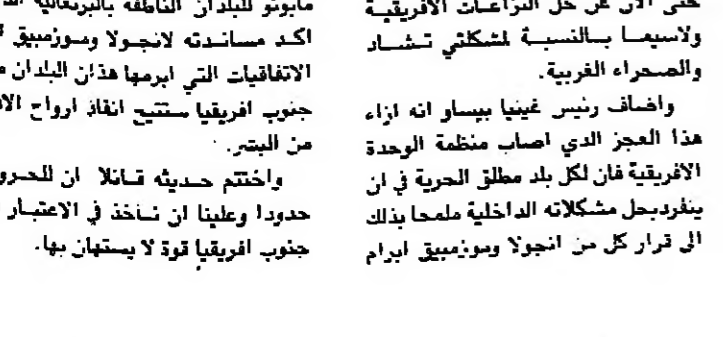 حتى الآن عن حل النزاعات الافريقية
ولاسيما بالنسبة لمشكلتي تشاد
والصحراء الغربية.
واضاف رئيس غينيا بيساو انه ازاء
هذا العجز الذي اصاب منظمة الوحدة
الافريقية فان لكل بلد مطلق الحرية في ان
ينفرد بحل مشكلاته الداخلية ملمحا بذلك
الى قرار كل من انجولا وموزمبيق ابرام
مابوتو للبلدان الناطقة بالبرتغالية
اكد مساندته لانجولا وموزمبيق
الاتفاقيات التي ابرمها هذان البلدان
جنوب افريقيا ستتيح انقاذ ارواح
من البشر.
واختتم حديثه قائلا ان
حدودا وعلينا ان ناخذ في الاعتبار
جنوب افريقيا قوة لا يستهان بها.